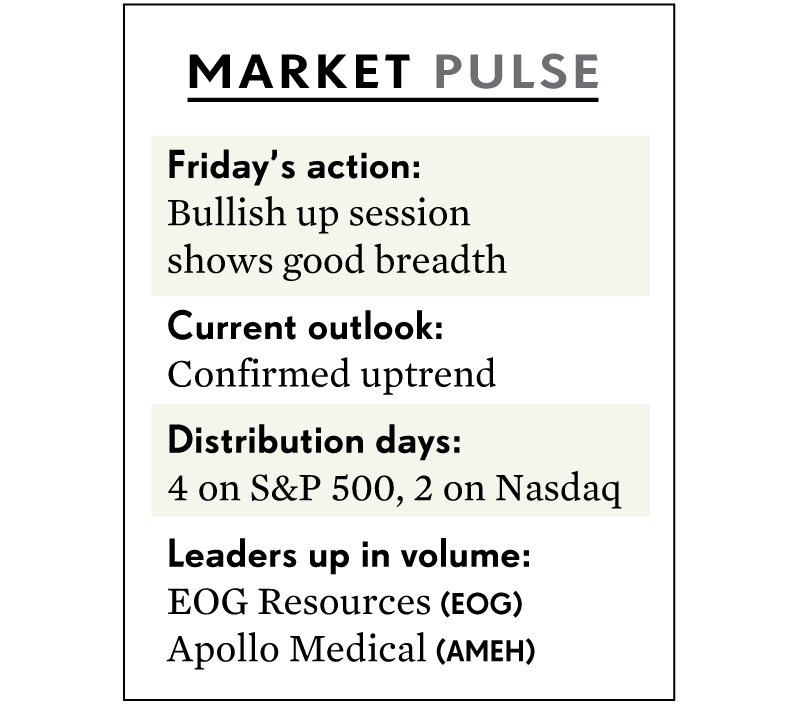 MARKET PULSE
Friday's action:
Bullish up session
shows good breadth
Current outlook:
Confirmed uptrend
Distribution days:
4 on S&P 500, 2 on Nasdaq
Leaders up in volume:
EOG Resources (EOG)
Apollo Medical (AMEH)